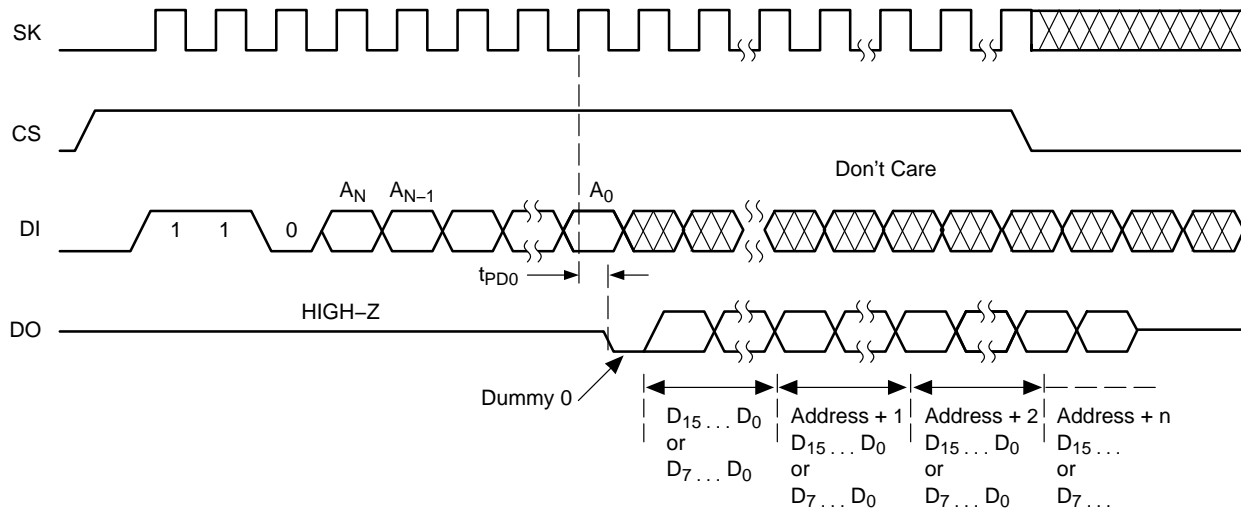 SK
CS
Don't Care
A_N A_N–1 A_0
DI 1 1 0
t_PD0
HIGH–Z
DO
Dummy 0
D_15 . . . D_0
or
D_7 . . . D_0
Address + 1
D_15 . . . D_0
or
D_7 . . . D_0
Address + 2
D_15 . . . D_0
or
D_7 . . . D_0
Address + n
D_15 . . .
or
D_7 . . .